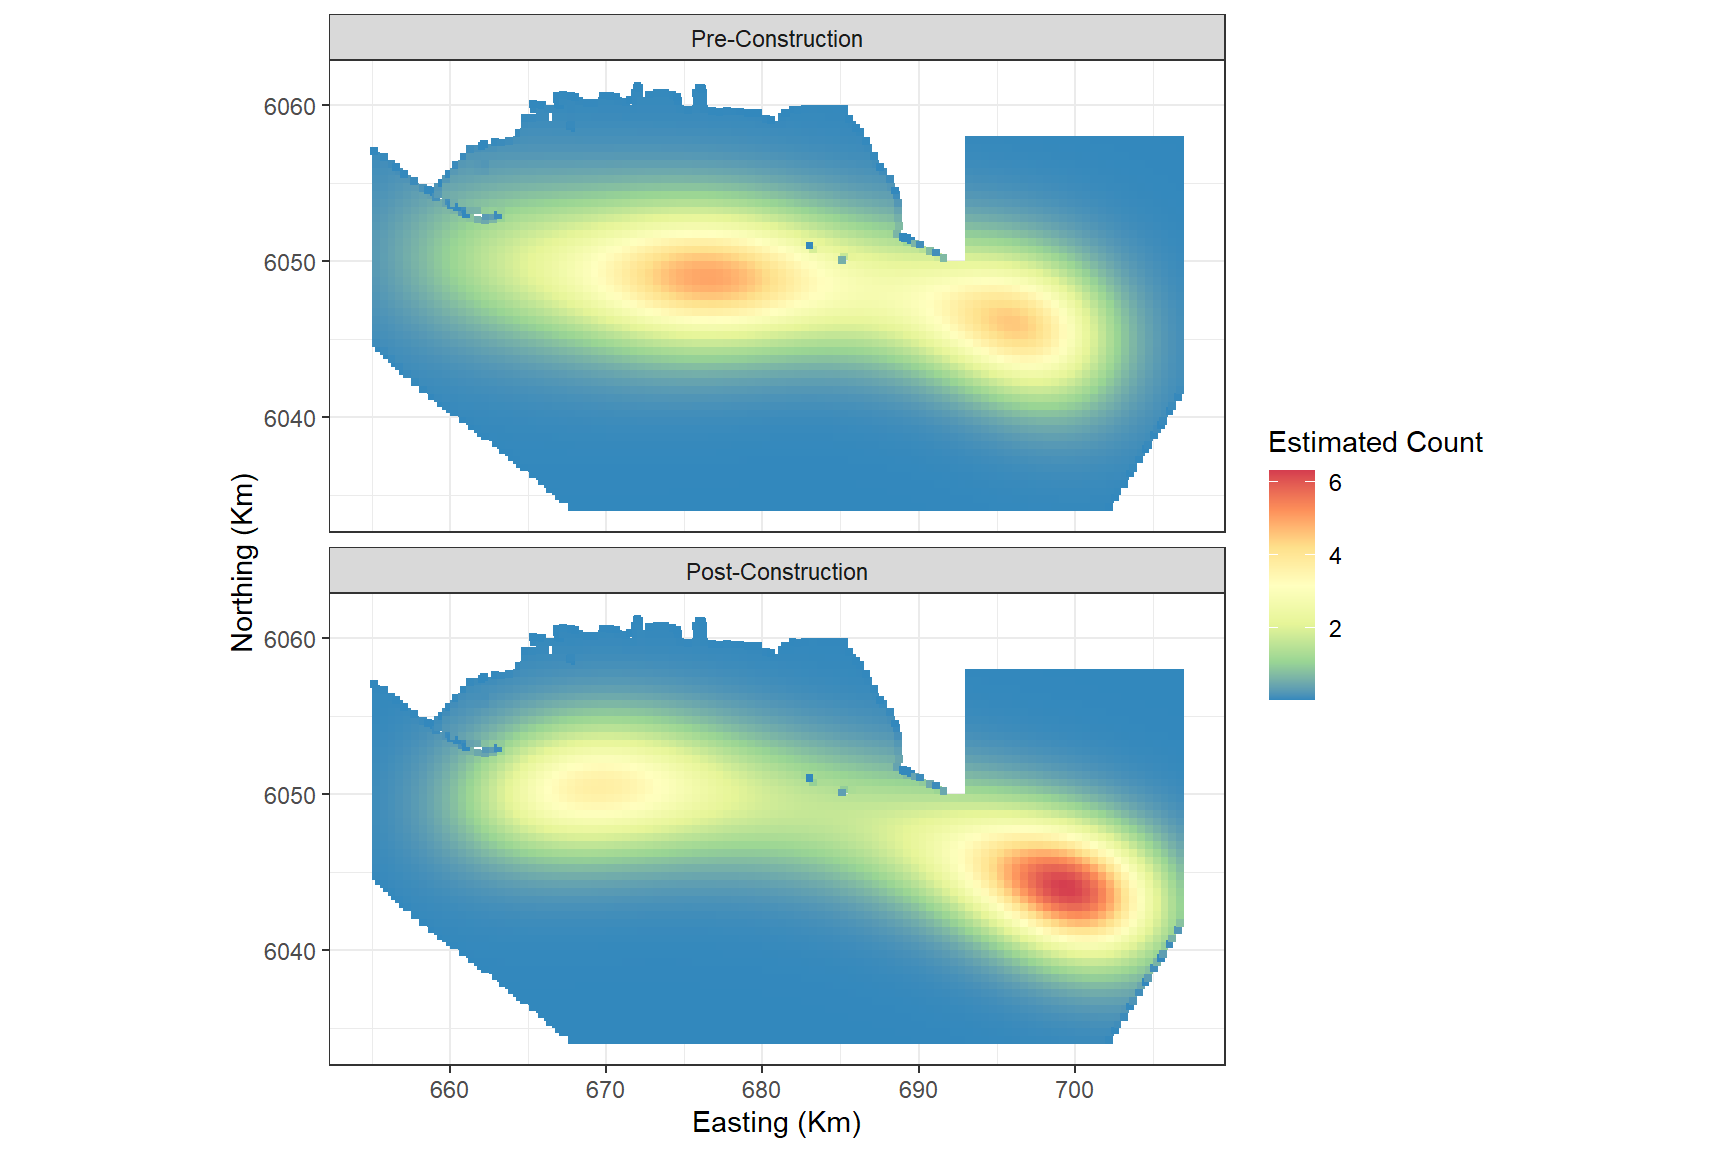 Pre-Construction
6060
6050
6040
Post-Construction
6060
6050
6040
660 670 680 690 700
Easting (Km)
Northing (Km)
Estimated Count
6
4
2